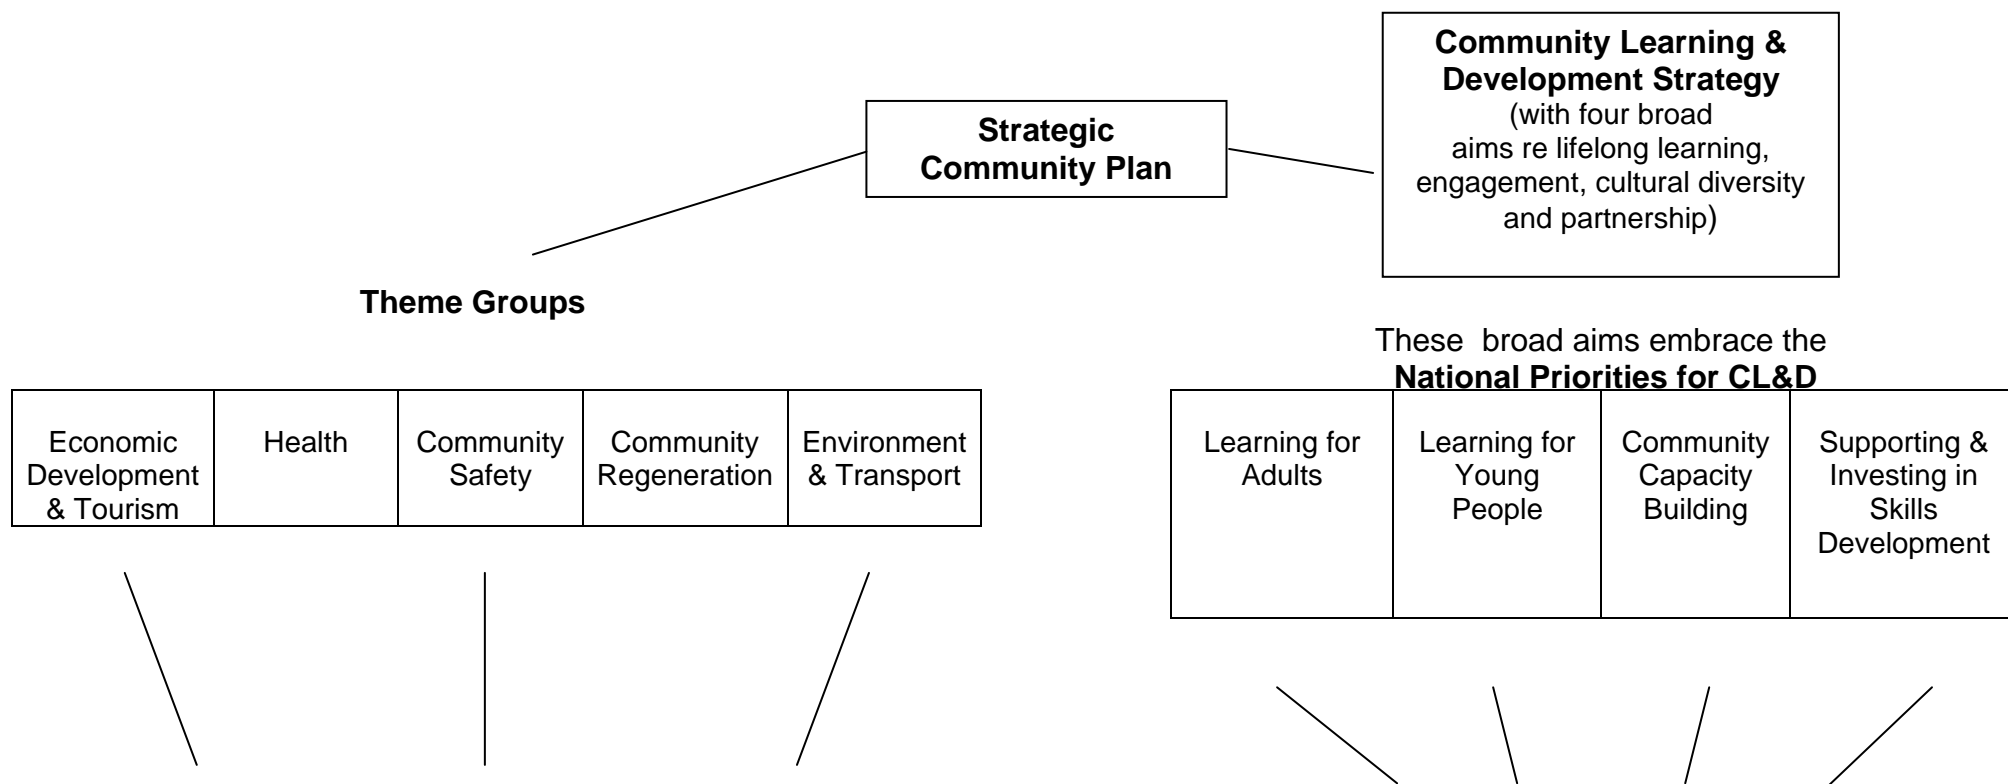 Community Learning &
Development Strategy
(with four broad
aims re lifelong learning,
engagement, cultural diversity
and partnership)
Strategic
Community Plan
Theme Groups
These broad aims embrace the
National Priorities for CL&D
Economic
Development
& Tourism
Health
Community
Safety
Community
Regeneration
Environment
& Transport
Learning for
Adults
Learning for
Young
People
Community
Capacity
Building
Supporting &
Investing in
Skills
Development